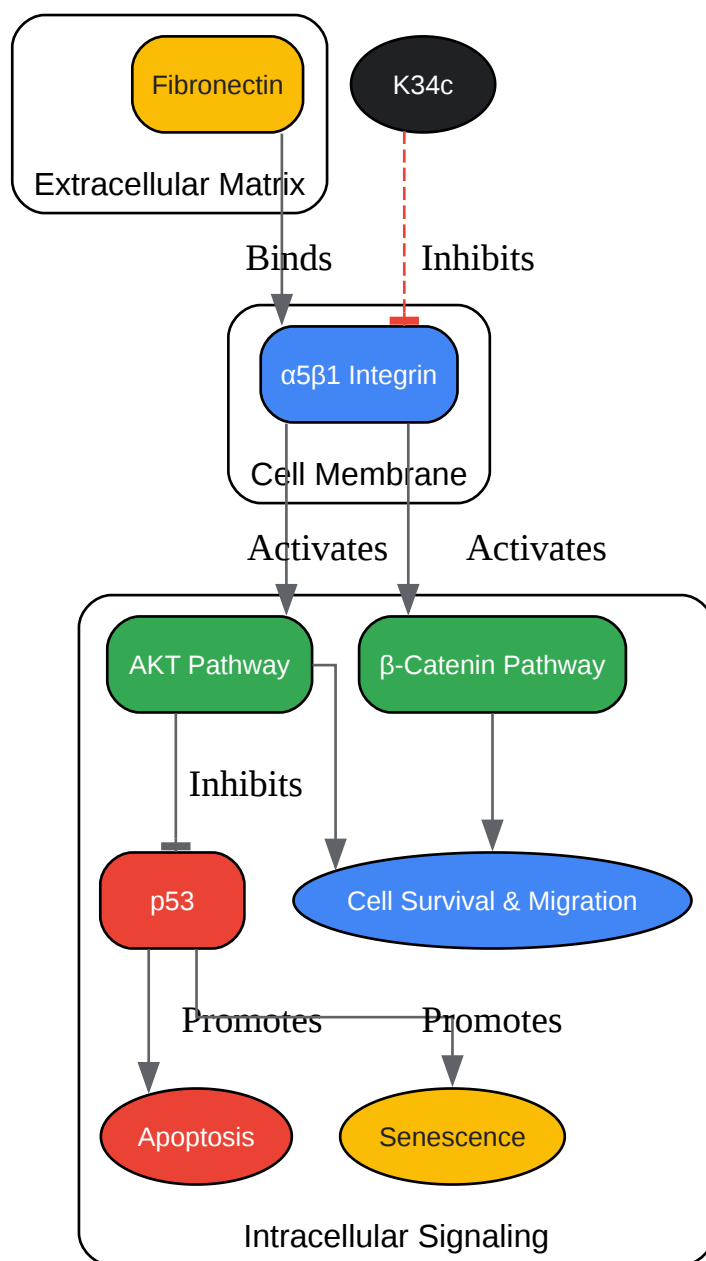 Fibronectin
K34c
Extracellular Matrix
Binds
Inhibits
α5β1 Integrin
Cell Membrane
Activates
Activates
AKT Pathway
β-Catenin Pathway
Inhibits
p53
Cell Survival & Migration
Promotes
Promotes
Apoptosis
Senescence
Intracellular Signaling